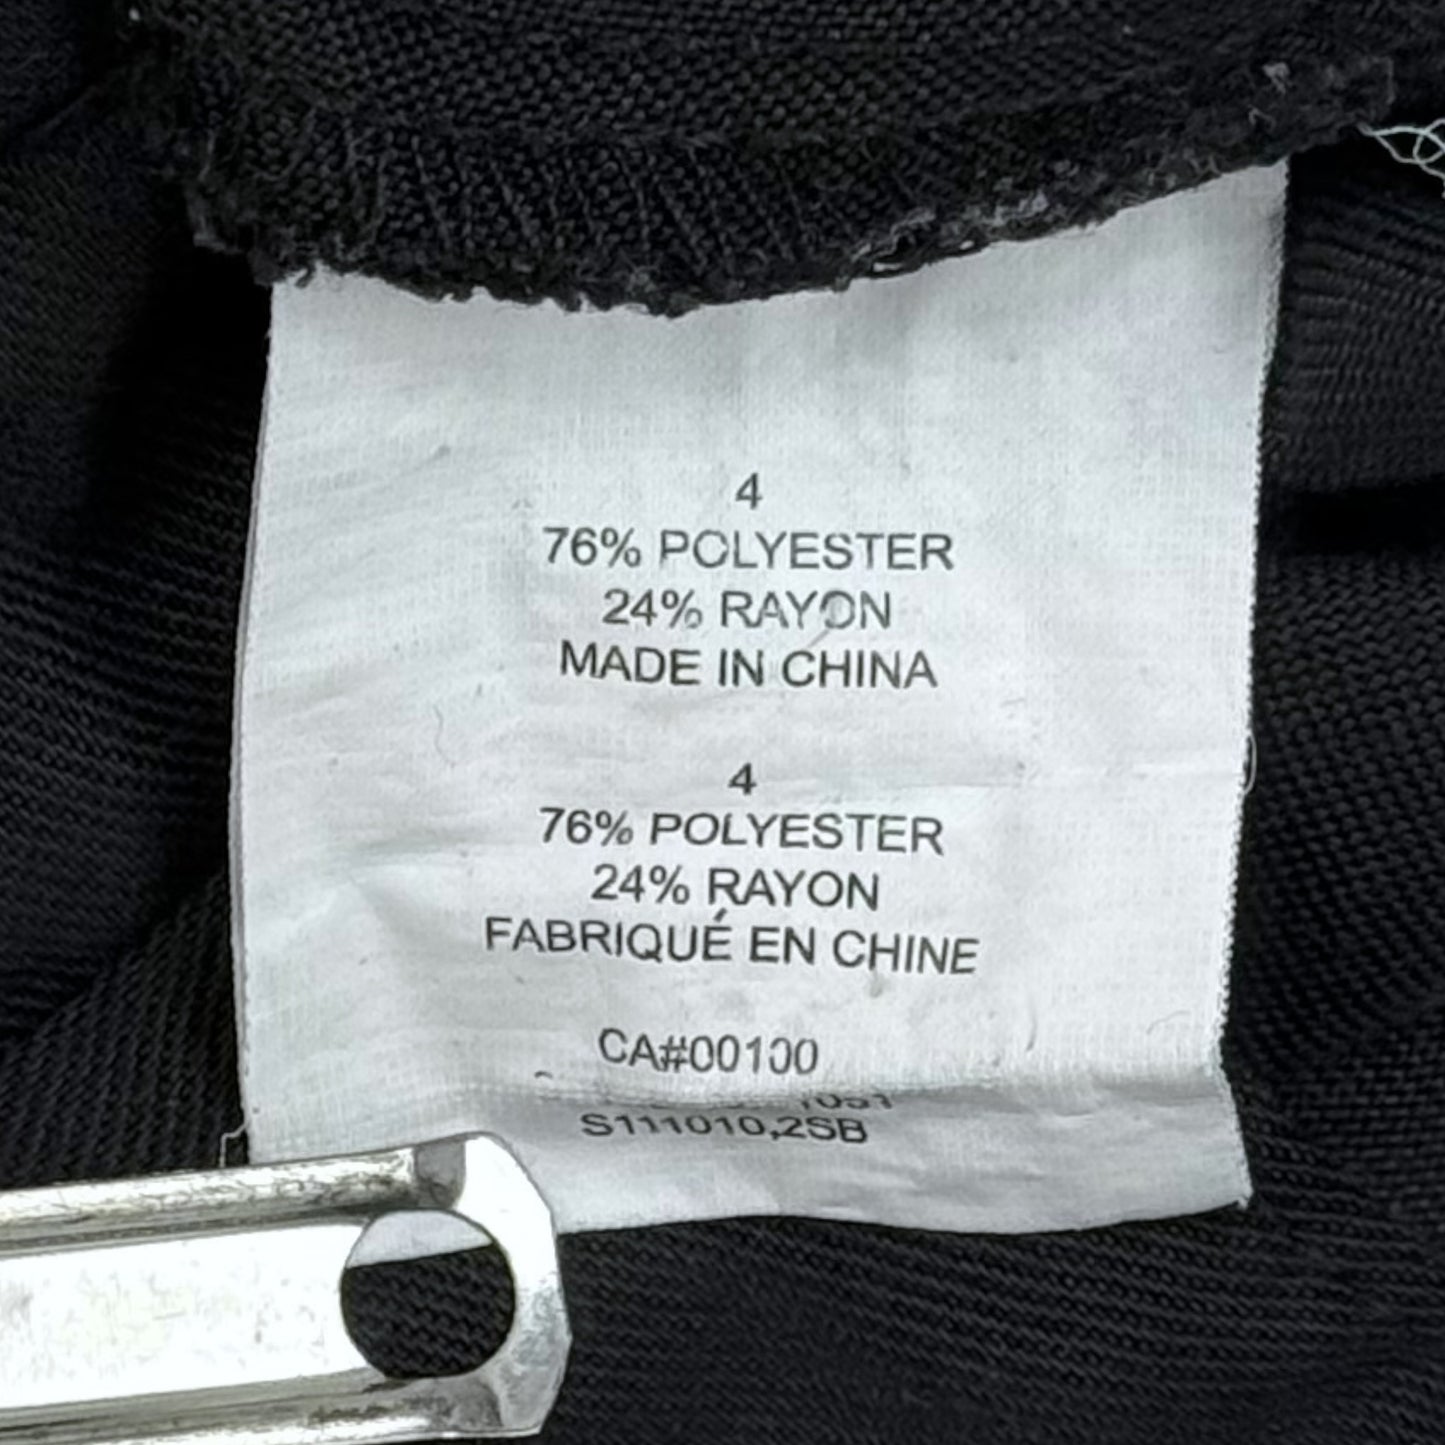 4
76% POLYESTER
24% RAYON
MADE IN CHINA
4
76% POLYESTER
24% RAYON
FABRIQUÉ EN CHINE
CA#00100
S111010,2SB